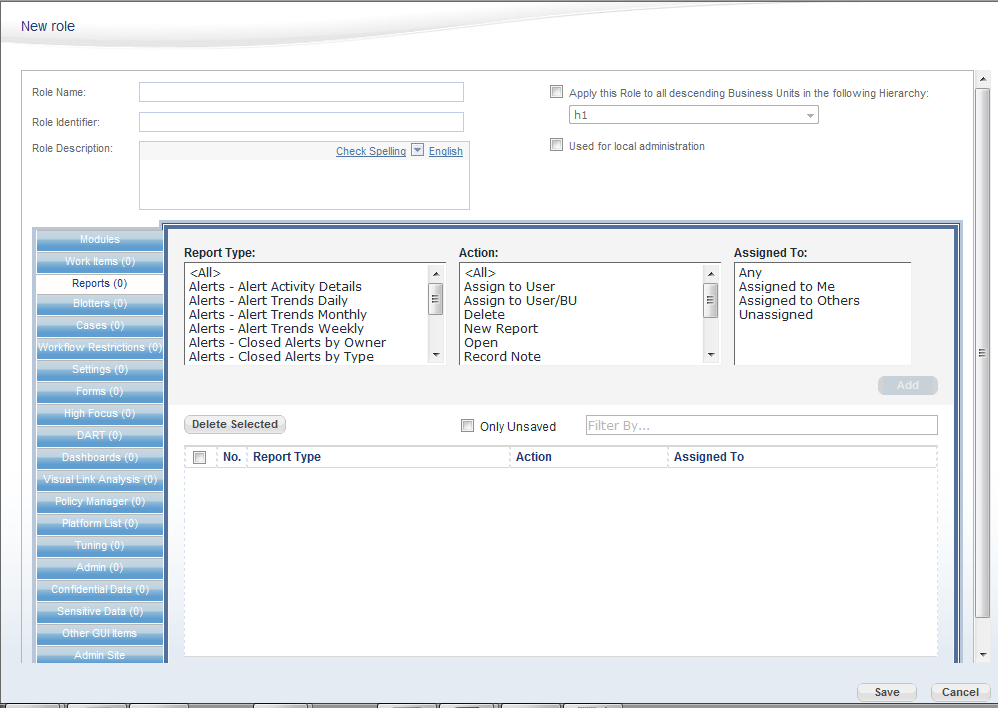 New role
Role Name:
Role Identifier:
Role Description:
Check Spelling English
Apply this Role to all descending Business Units in the following Hierarchy:
h1
Used for local administration
Modules
Work Items (0)
Reports (0)
Blotters (0)
Cases (0)
Workflow Restrictions (0)
Settings (0)
Forms (0)
High Focus (0)
DART (0)
Dashboards (0)
Visual Link Analysis (0)
Policy Manager (0)
Platform List (0)
Tuning (0)
Admin (0)
Confidential Data (0)
Sensitive Data (0)
Other GUI Items
Admin Site
Report Type:
<All>
Alerts - Alert Activity Details
Alerts - Alert Trends Daily
Alerts - Alert Trends Monthly
Alerts - Alert Trends Weekly
Alerts - Closed Alerts by Owner
Alerts - Closed Alerts by Type
Action:
<All>
Assign to User
Assign to User/BU
Delete
New Report
Open
Record Note
Assigned To:
Any
Assigned to Me
Assigned to Others
Unassigned
Add
Delete Selected
Only Unsaved
Filter By...
No. Report Type Action Assigned To
Save
Cancel